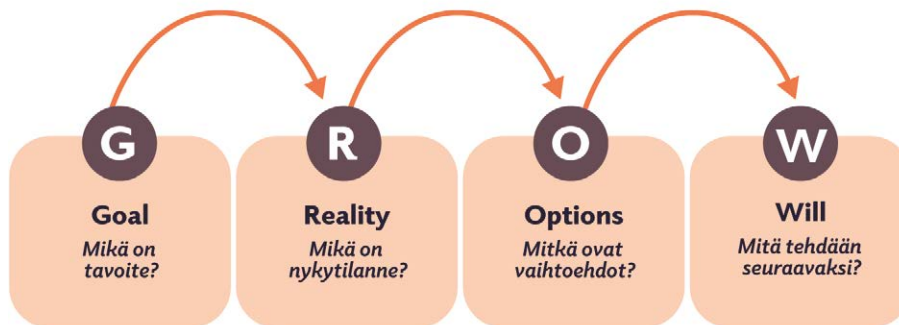 G
R
O
W
Goal
Mikä on
tavoite?
Reality
Mikä on
nykytilanne?
Options
Mitkä ovat
vaihtoehdot?
Will
Mitä tehdään
seuraavaksi?